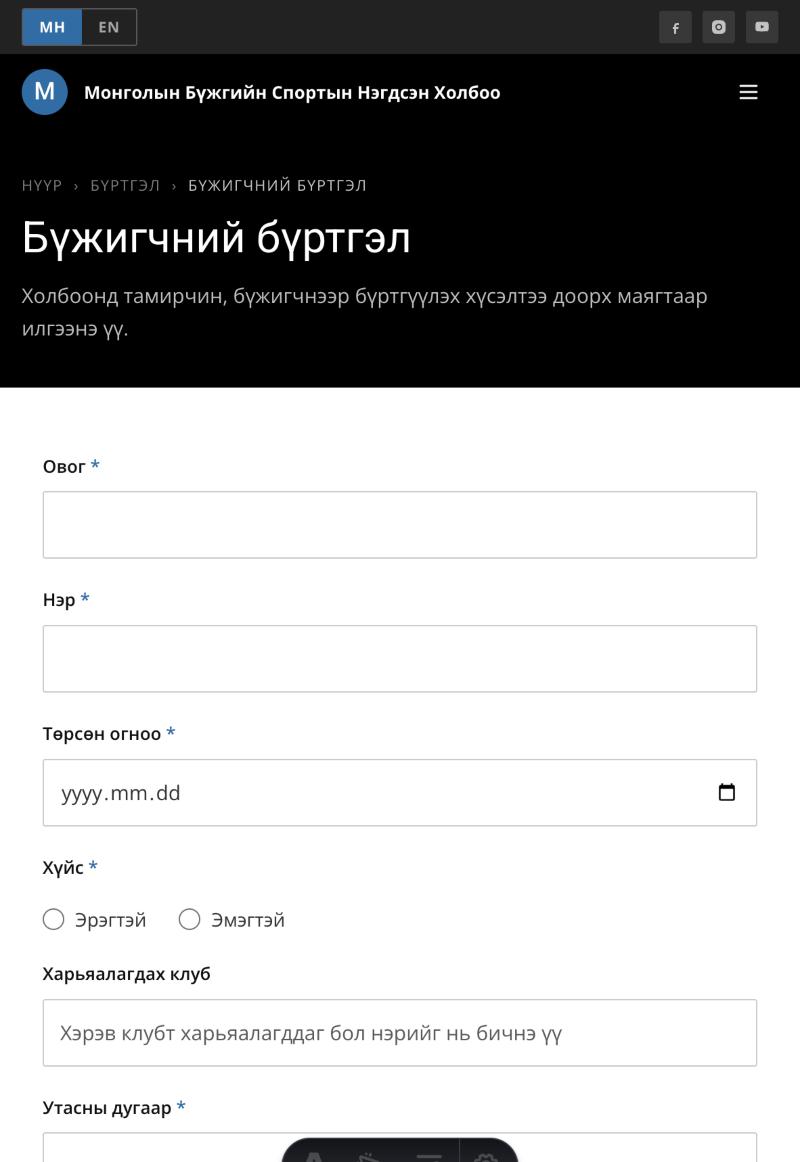 МН EN
М Монголын Бүжгийн Спортын Нэгдсэн Холбоо
НҮҮР › БҮРТГЭЛ › БҮЖИГЧНИЙ БҮРТГЭЛ
Бүжигчний бүртгэл
Холбоонд тамирчин, бүжигчнээр бүртгүүлэх хүсэлтээ доорх маягтаар
илгээнэ үү.
Овог *
Нэр *
Төрсөн огноо *
yyyy.mm.dd
Хүйс *
Эрэгтэй Эмэгтэй
Харьяалагдах клуб
Хэрэв клубт харьяалагддаг бол нэрийг нь бичнэ үү
Утасны дугаар *